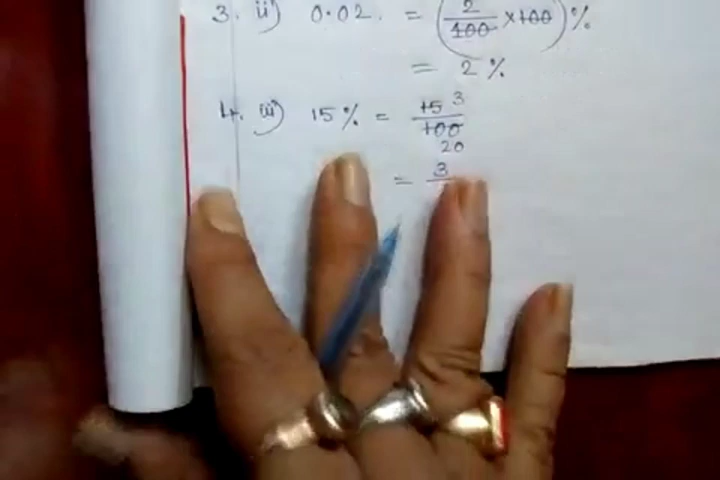 3. ii) 0.02. = (2/100 × 100) %
= 2 %
4. iii) 15% = 15 3/100 20
= 3